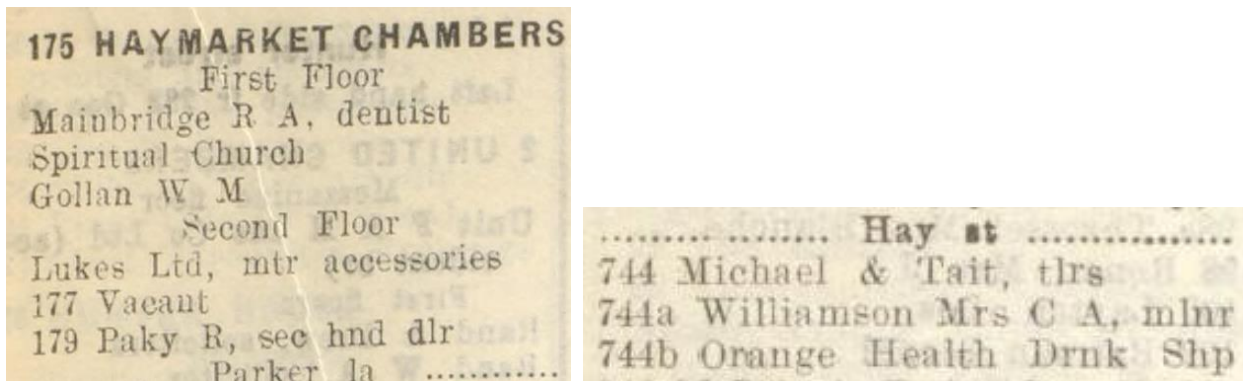 175 HAYMARKET CHAMBERS
First Floor
Mainbridge R A, dentist
Spiritual Church
Gollan W M
Second Floor
Lukes Ltd, mtr accessories
177 Vacant
179 Paky R, sec hnd dlr
Parker la ............
.................. Hay st ................
744 Michael & Tait, tlrs
744a Williamson Mrs C A, mlnr
744b Orange Health Drnk Shp